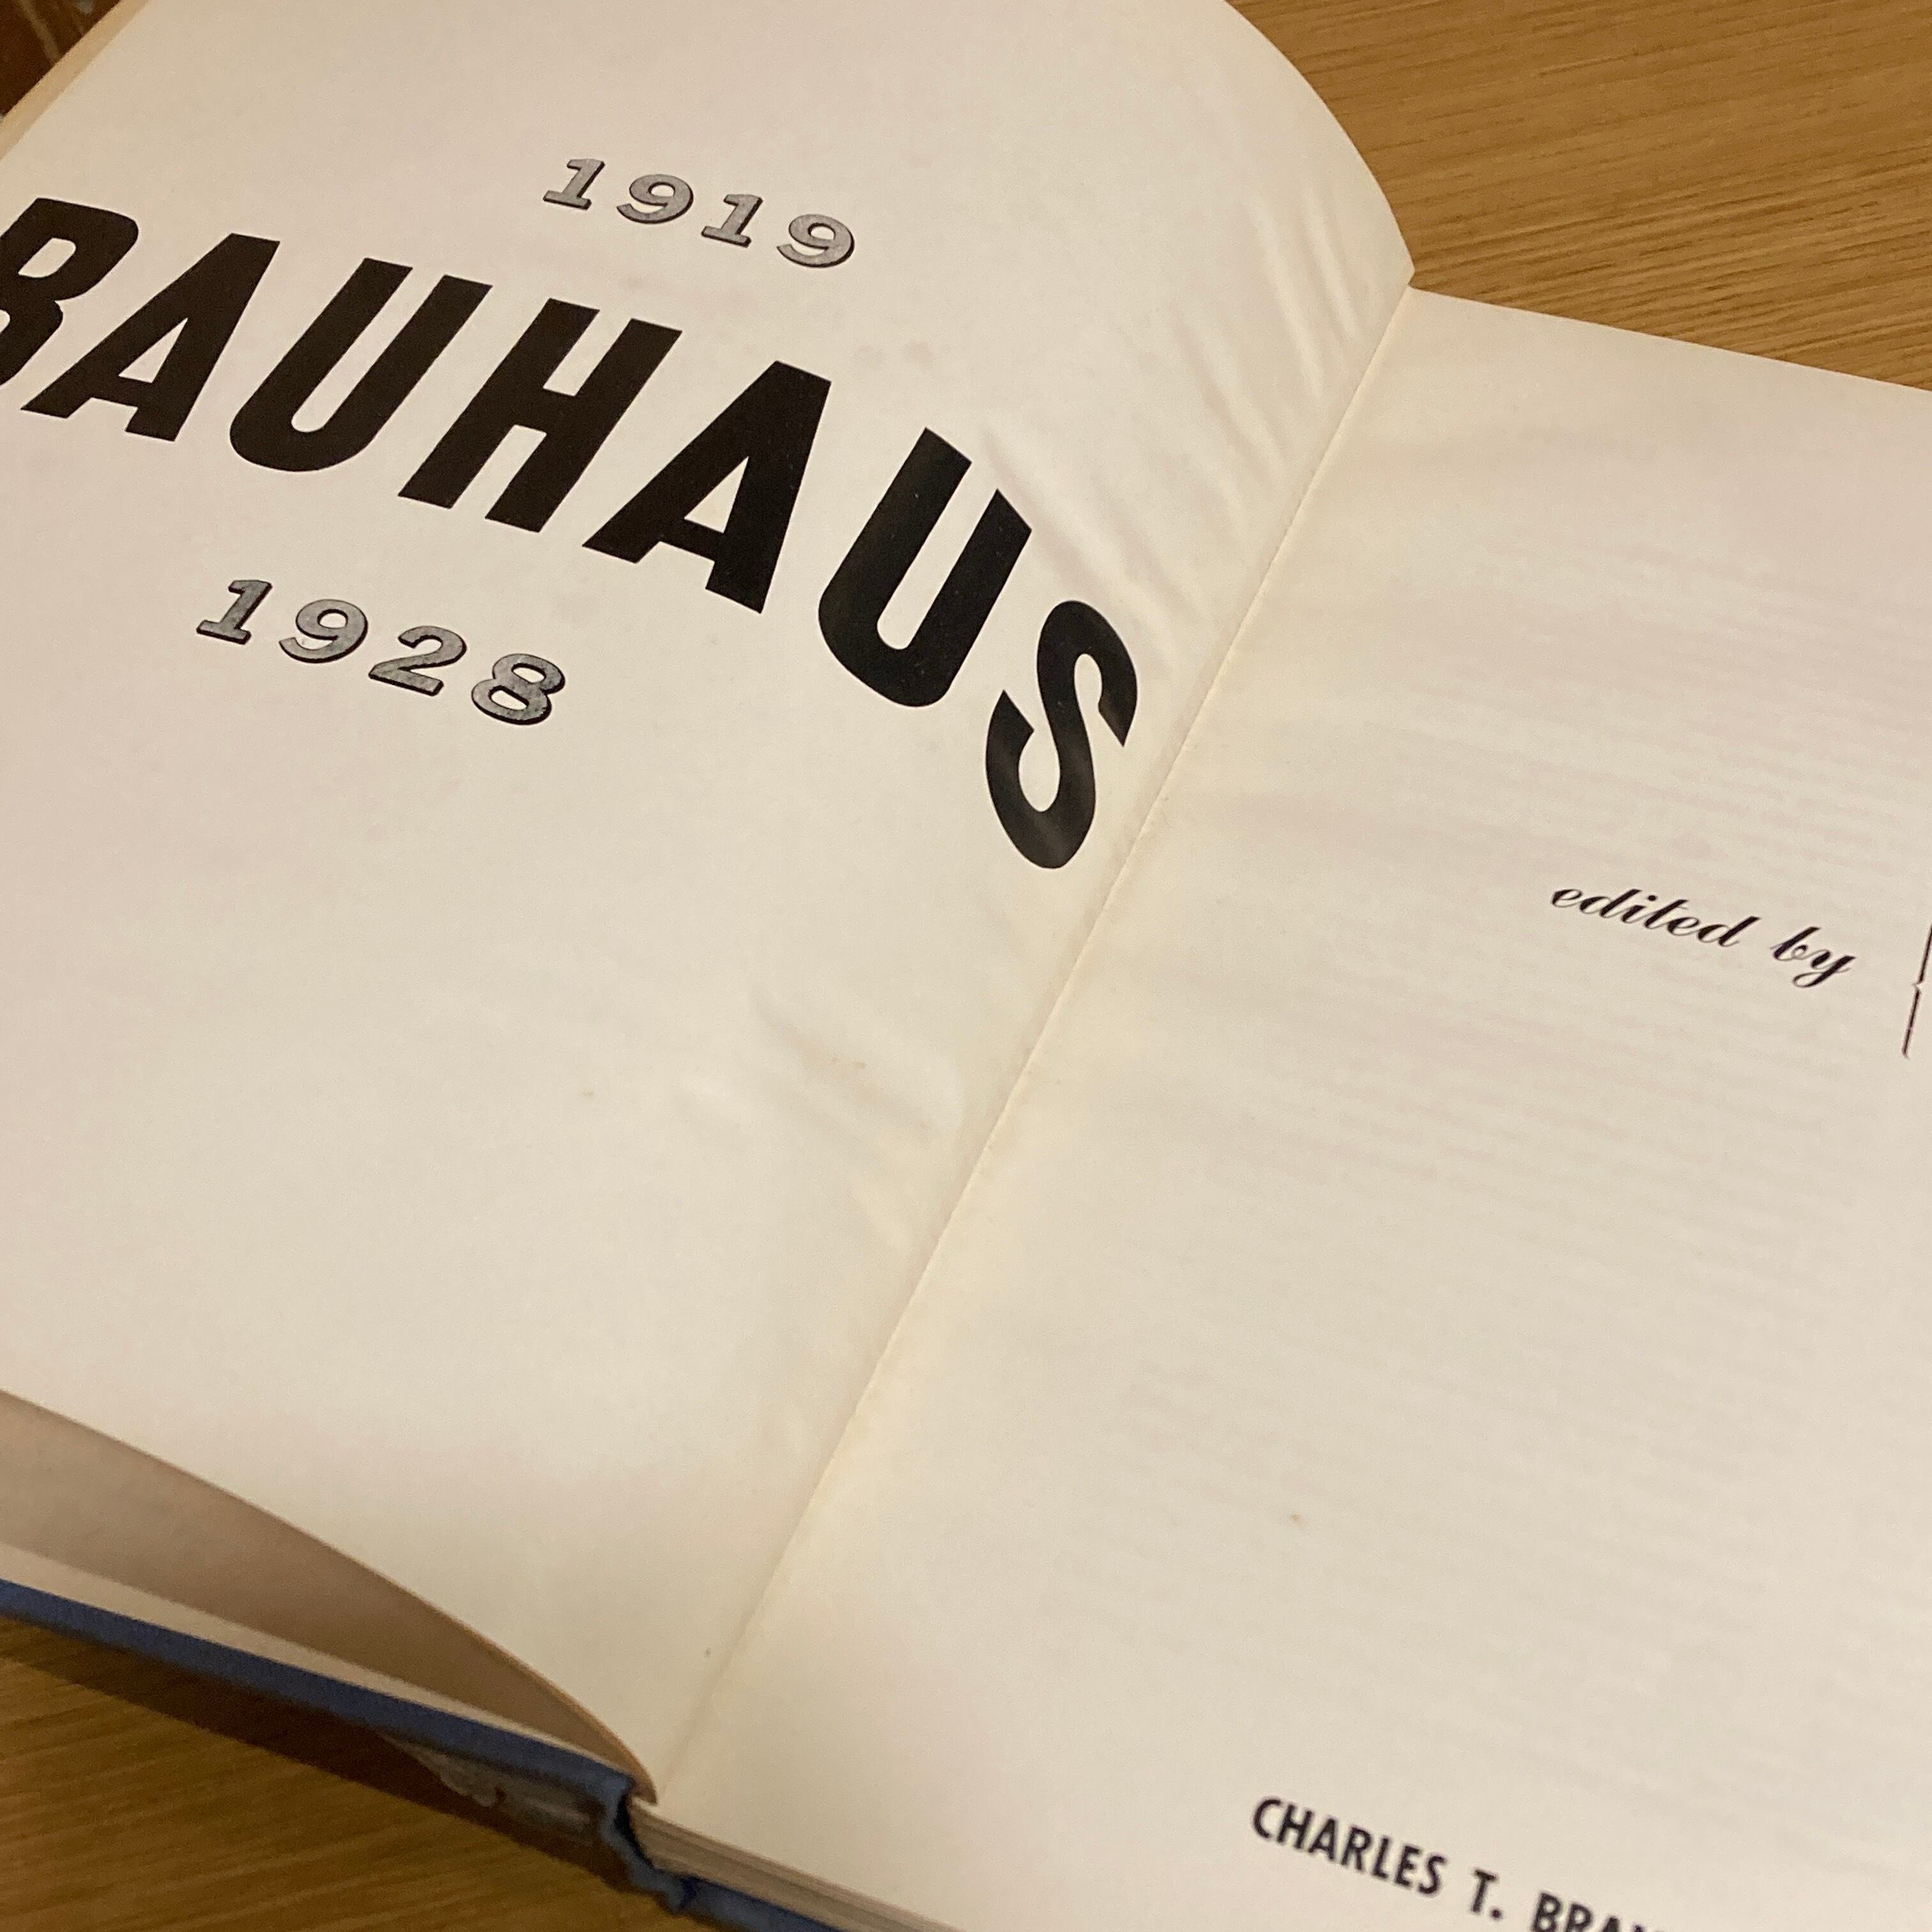 1919
BAUHAUS
1928
edited by
CHARLES T.